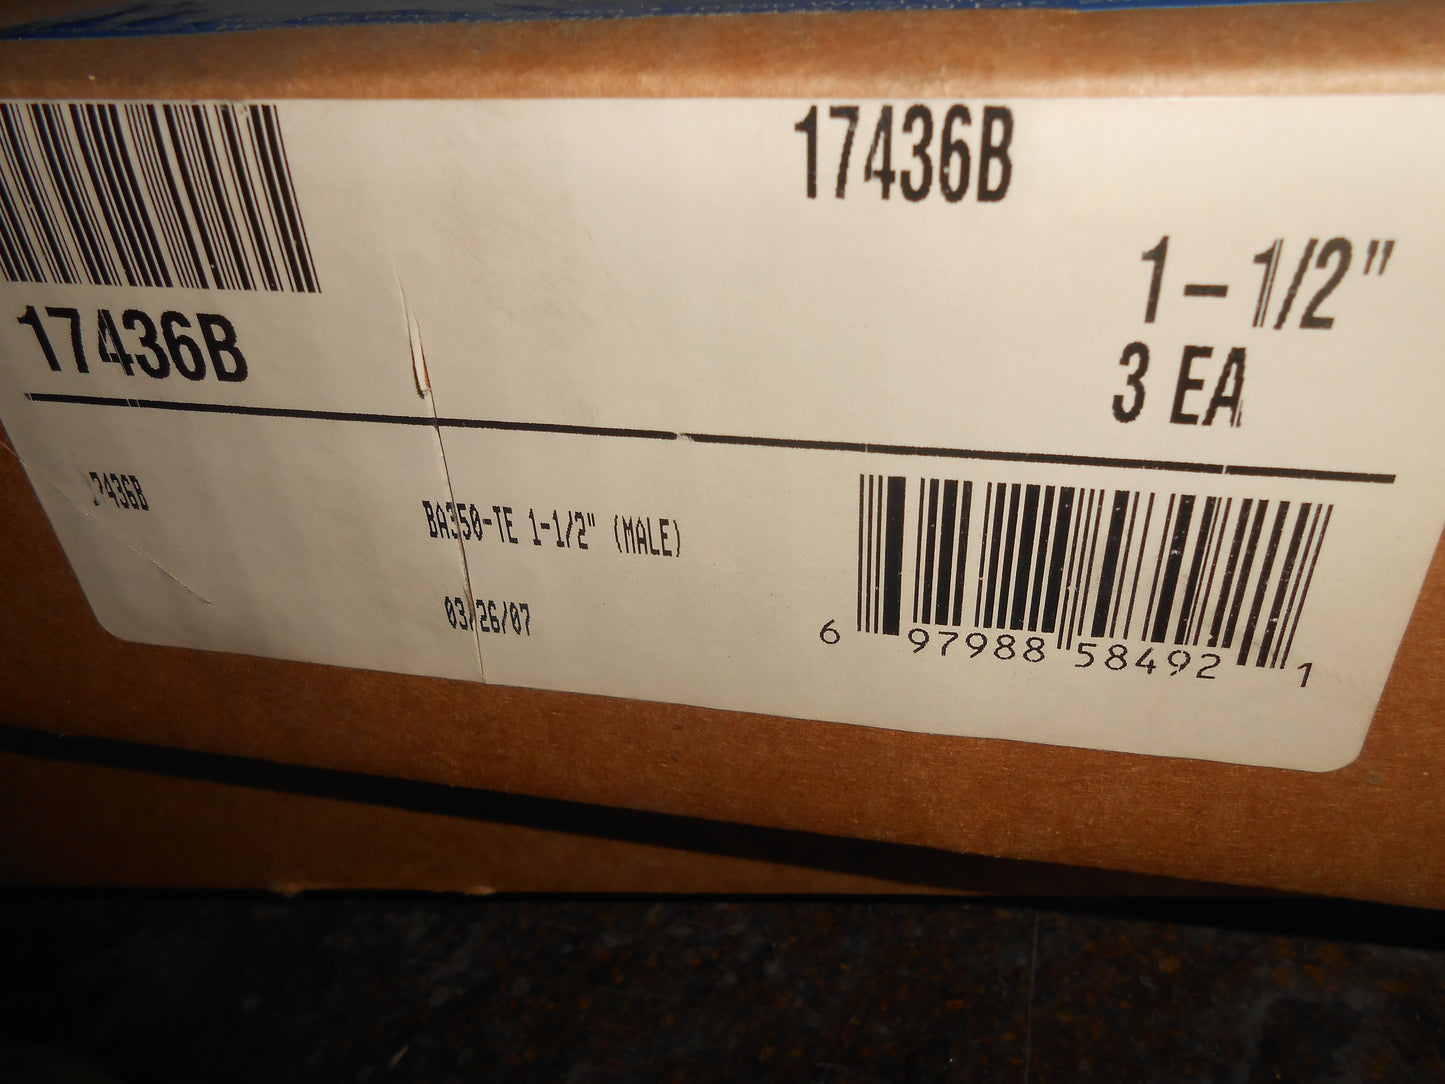 17436B
1-1/2"
3 EA
17436B
17436B
BA350-TE 1-1/2" (MALE)
03/26/07
6 97988 58492 1